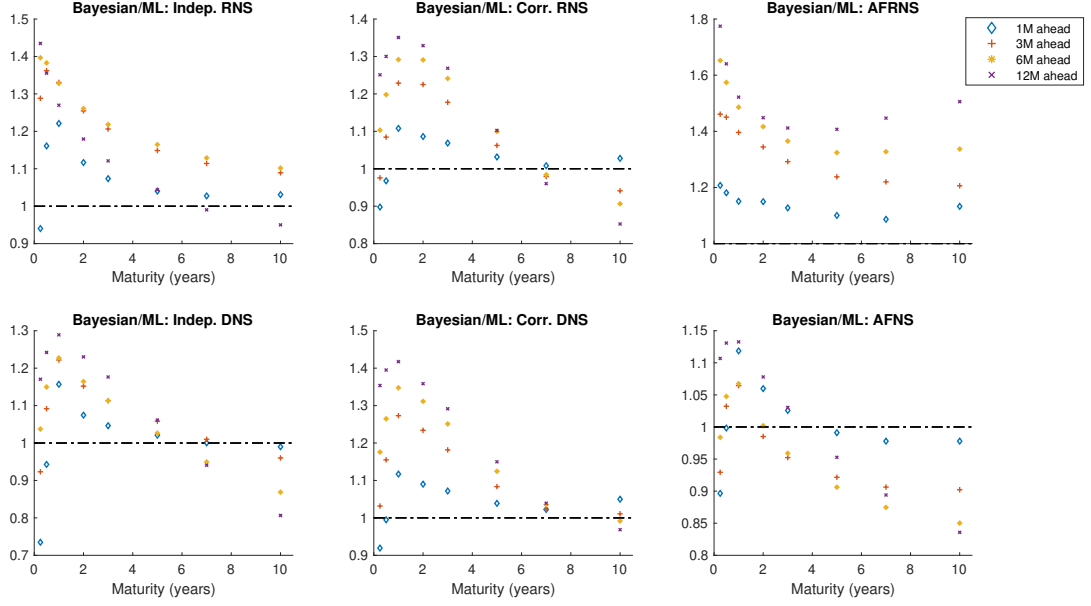 Bayesian/ML: Indep. RNS
1.5
1.4
1.3
1.2
1.1
1
0.9
0 2 4 6 8 10
Maturity (years)
Bayesian/ML: Corr. RNS
1.4
1.3
1.2
1.1
1
0.9
0.8
0 2 4 6 8 10
Maturity (years)
Bayesian/ML: AFRNS
1.8
1.6
1.4
1.2
1
0 2 4 6 8 10
Maturity (years)
1M ahead
3M ahead
6M ahead
12M ahead
Bayesian/ML: Indep. DNS
1.3
1.2
1.1
1
0.9
0.8
0.7
0 2 4 6 8 10
Maturity (years)
Bayesian/ML: Corr. DNS
1.5
1.4
1.3
1.2
1.1
1
0.9
0 2 4 6 8 10
Maturity (years)
Bayesian/ML: AFNS
1.15
1.1
1.05
1
0.95
0.9
0.85
0.8
0 2 4 6 8 10
Maturity (years)